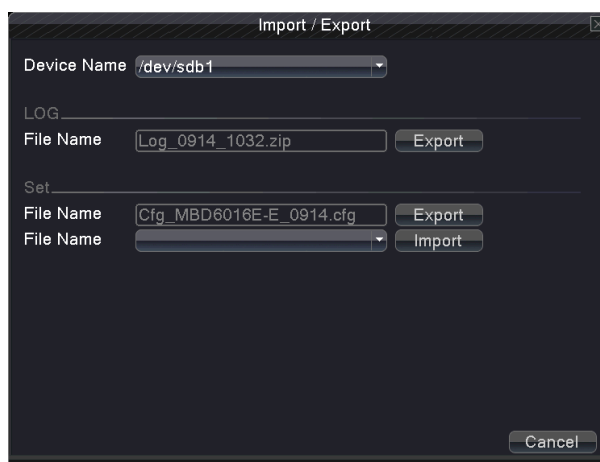 Import / Export
Device Name /dev/sdb1
LOG
File Name Log_0914_1032.zip Export
Set
File Name Cfg_MBD6016E-E_0914.cfg Export
File Name Import
Cancel